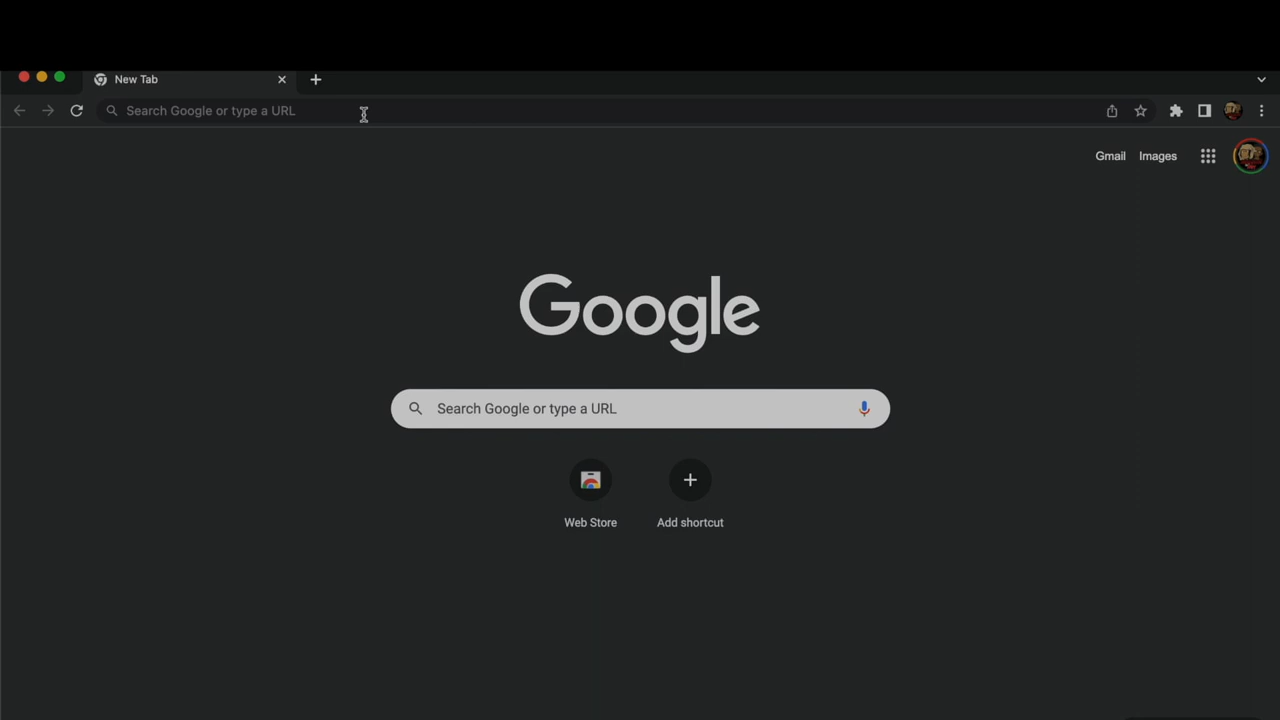 New Tab
Search Google or type a URL
Gmail Images
Google
Search Google or type a URL
Web Store Add shortcut